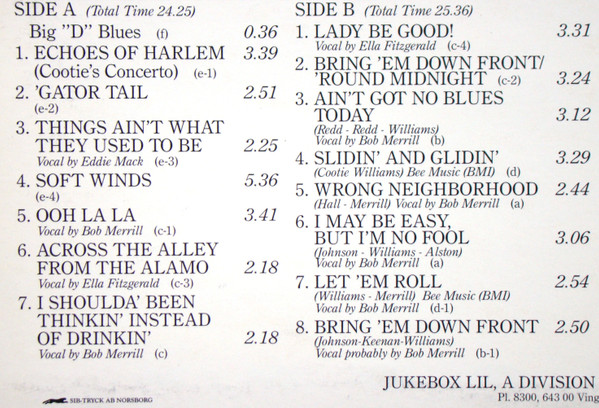 SIDE A (Total Time 24.25)
Big "D" Blues (f) 0.36
1. ECHOES OF HARLEM 3.39
(Cootie's Concerto) (e-1)
2. 'GATOR TAIL 2.51
(e-2)
3. THINGS AIN'T WHAT
THEY USED TO BE 2.25
Vocal by Eddie Mack (e-3)
4. SOFT WINDS 5.36
(e-4)
5. OOH LA LA 3.41
Vocal by Bob Merrill (c-1)
6. ACROSS THE ALLEY
FROM THE ALAMO 2.18
Vocal by Ella Fitzgerald (c-3)
7. I SHOULDA' BEEN
THINKIN' INSTEAD
OF DRINKIN' 2.18
Vocal by Bob Merrill (c)
SIB-TRYCK AB NORSBORG
SIDE B (Total Time 25.36)
1. LADY BE GOOD! 3.31
Vocal by Ella Fitzgerald (c-4)
2. BRING 'EM DOWN FRONT/
'ROUND MIDNIGHT (c-2) 3.24
3. AIN'T GOT NO BLUES
TODAY 3.12
(Redd - Redd - Williams)
Vocal by Bob Merrill (b)
4. SLIDIN' AND GLIDIN' 3.29
(Cootie Williams) Bee Music (BMI) (d)
5. WRONG NEIGHBORHOOD 2.44
(Hall - Merrill) Vocal by Bob Merrill (a)
6. I MAY BE EASY,
BUT I'M NO FOOL 3.06
(Johnson - Williams - Alston)
Vocal by Bob Merrill (a)
7. LET 'EM ROLL 2.54
(Williams - Merrill) Bee Music (BMI)
Vocal by Bob Merrill (d-1)
8. BRING 'EM DOWN FRONT 2.50
(Johnson-Keenan-Williams)
Vocal probably by Bob Merrill (b-1)
JUKEBOX LIL, A DIVISION
Pl. 8300, 643 00 Ving